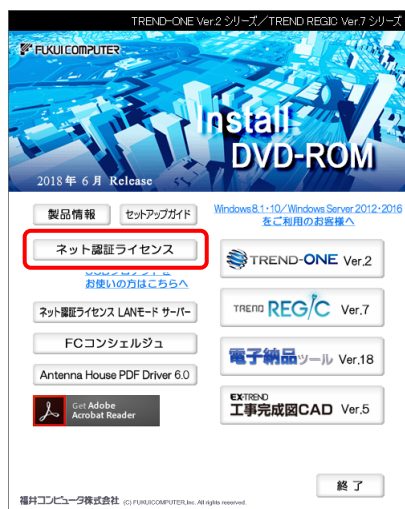 TREND-ONE Ver.2 シリーズ／TREND REGIC Ver.7 シリーズ
FUKUI COMPUTER
Install
DVD-ROM
2018年 6月 Release
製品情報
セットアップガイド
Windows8.1・10／Windows Server 2012・2016
をご利用のお客様へ
ネット認証ライセンス
お使いの方はこちらへ
TREND-ONE Ver.2
ネット認証ライセンス LANモード サーバー
TREND REGIC Ver.7
FCコンシェルジュ
電子納品ツール Ver.18
Antenna House PDF Driver 6.0
Get Adobe
Acrobat Reader
EX-TREND
工事完成図CAD Ver.5
終了
福井コンピュータ株式会社 (C) FUKUICOMPUTER,Inc. All rights reserved.